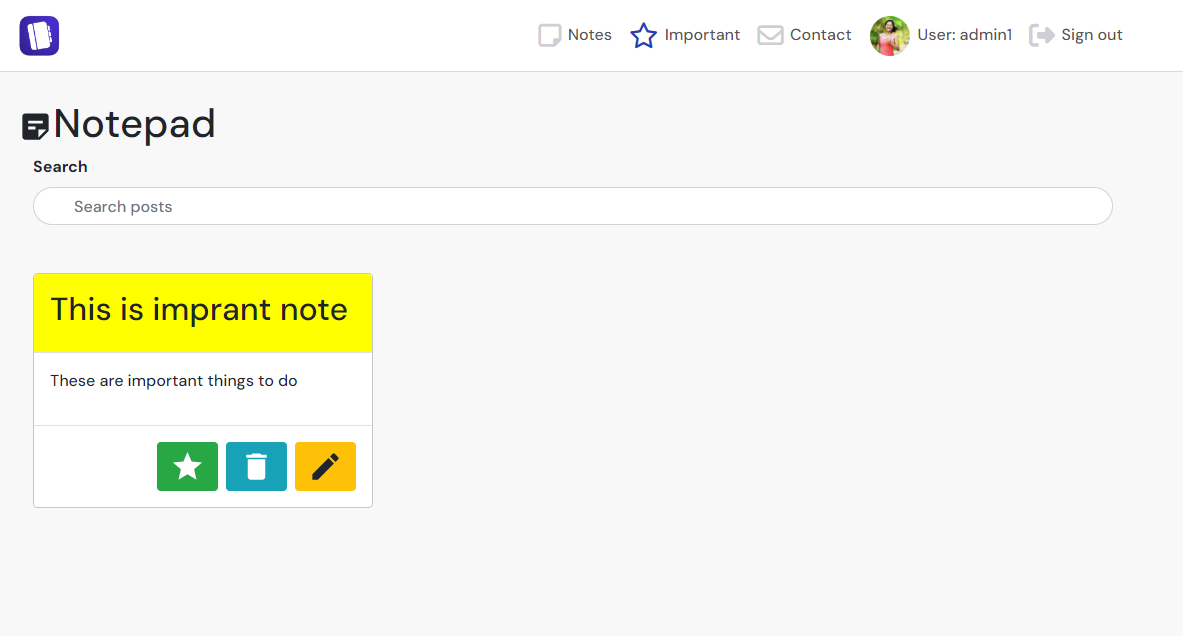 Notes Important Contact User: admin1 Sign out
Notepad
Search
Search posts
This is imprant note
These are important things to do